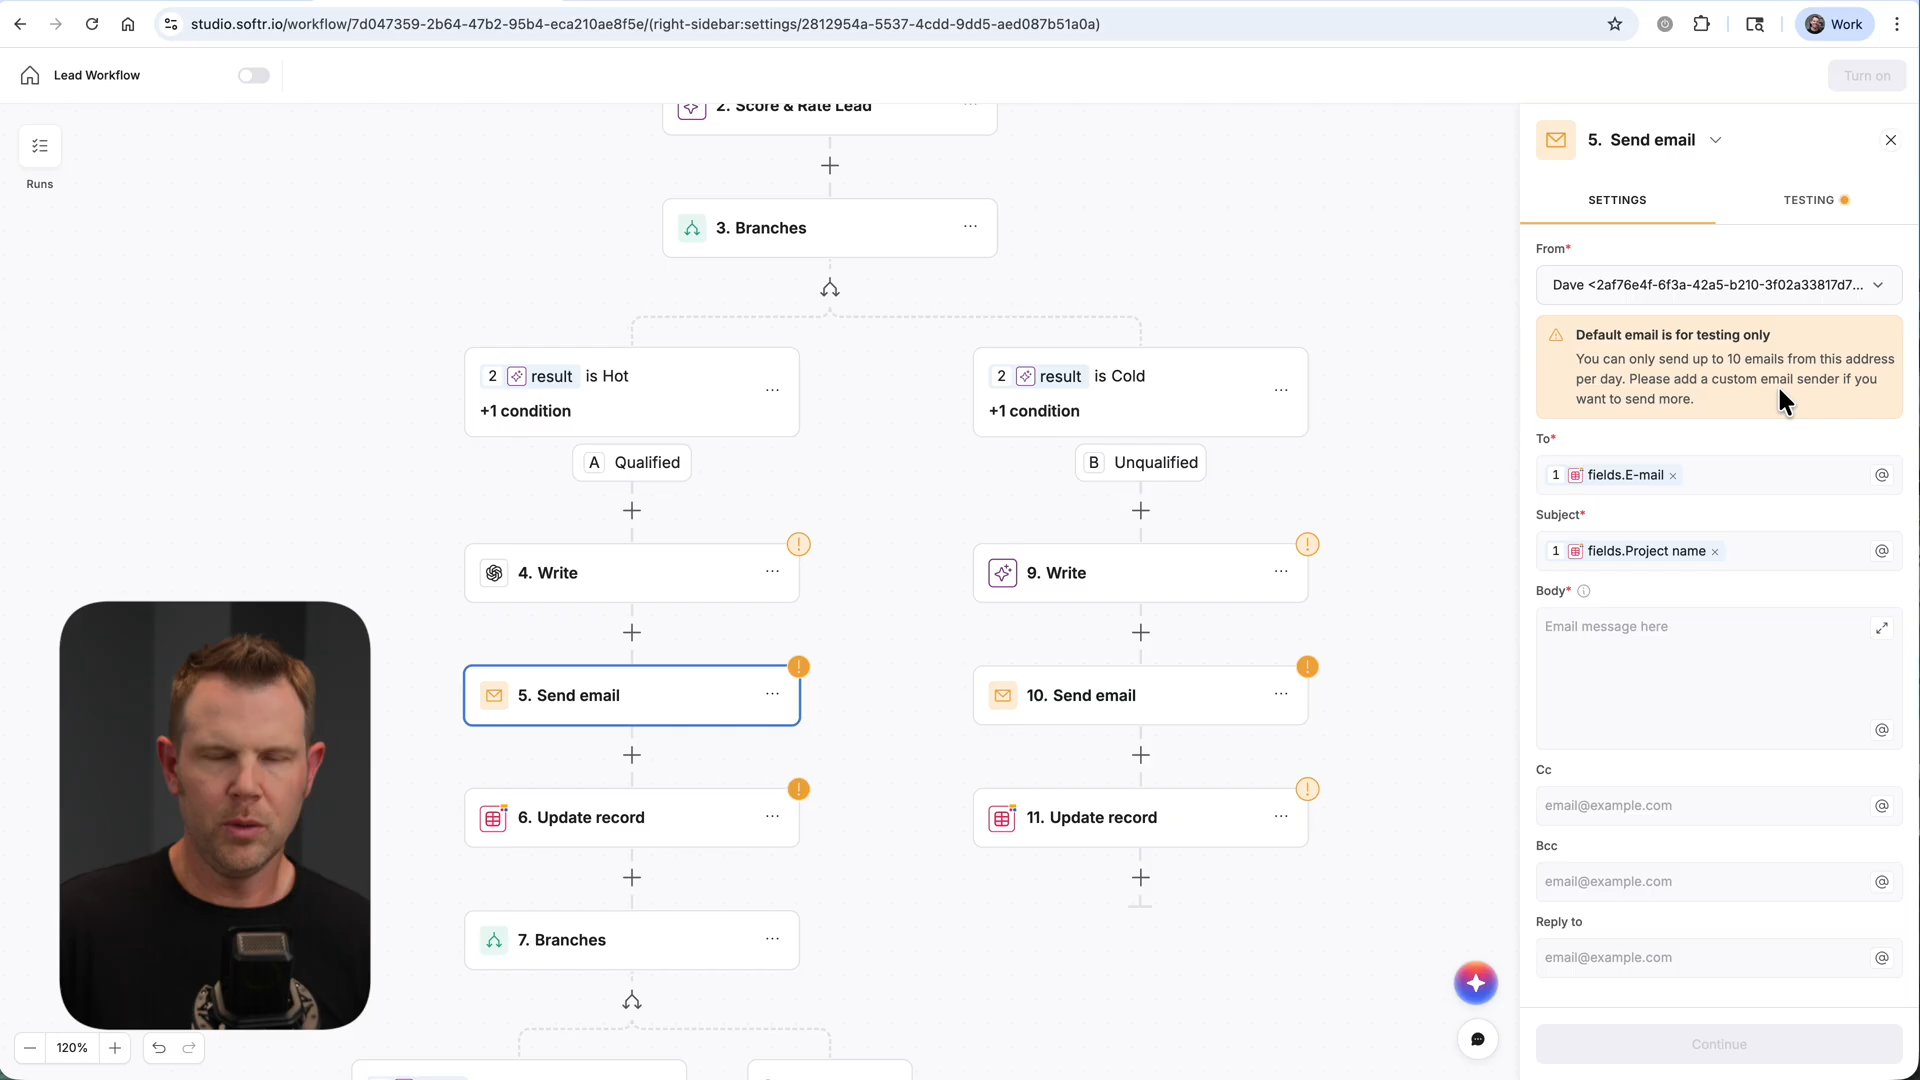 studio.softr.io/workflow/7d047359-2b64-47b2-95b4-eca210ae8f5e/(right-sidebar:settings/2812954a-5537-4cdd-9dd5-aed087b51a0a)
Work
Lead Workflow
Turn on
Runs
2. Score & Rate Lead
3. Branches
2 result is Hot
+1 condition
2 result is Cold
+1 condition
A Qualified
B Unqualified
4. Write
9. Write
5. Send email
10. Send email
6. Update record
11. Update record
7. Branches
120%
5. Send email
SETTINGS
TESTING
From*
Dave <2af76e4f-6f3a-42a5-b210-3f02a33817d7...
Default email is for testing only
You can only send up to 10 emails from this address
per day. Please add a custom email sender if you
want to send more.
To*
1 fields.E-mail ×
@
Subject*
1 fields.Project name ×
@
Body*
Email message here
@
Cc
email@example.com
@
Bcc
email@example.com
@
Reply to
email@example.com
@
Continue